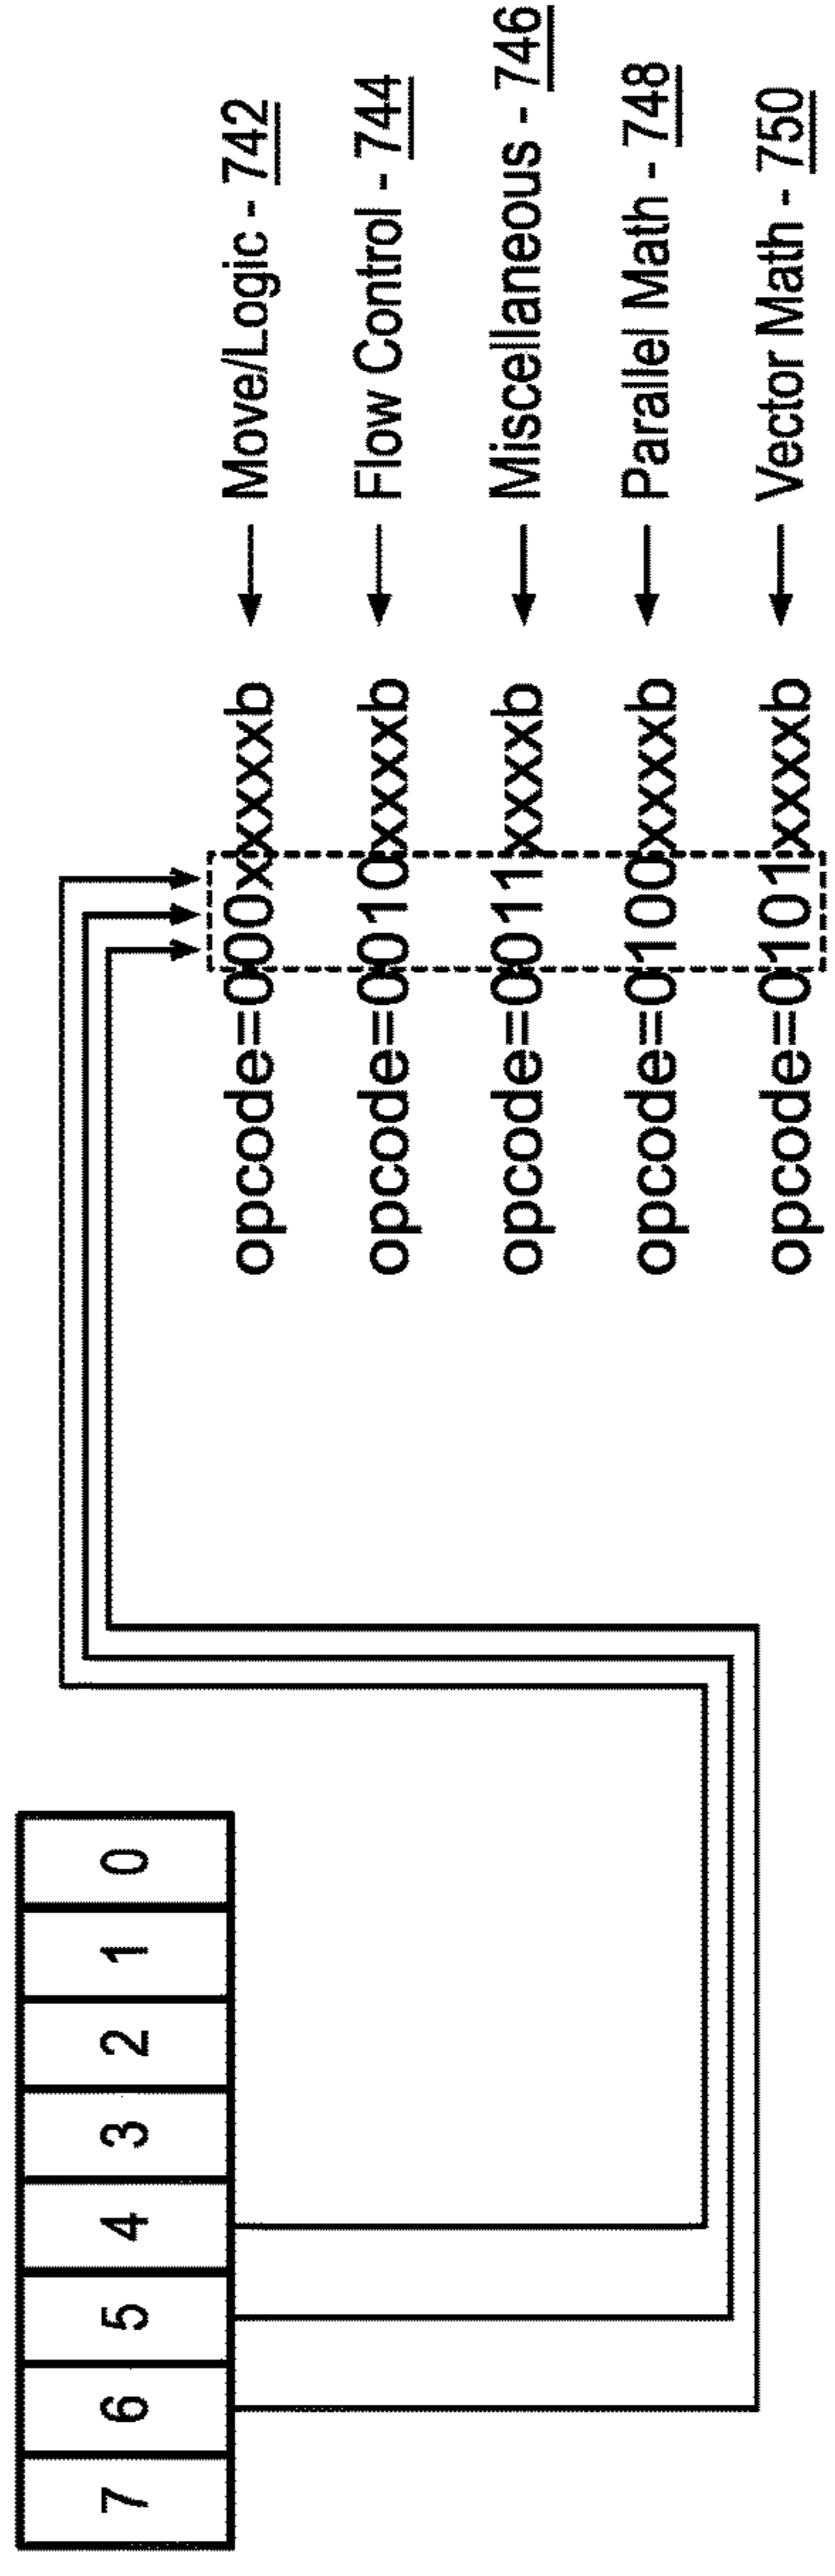 7 6 5 4 3 2 1 0
opcode=000xxxxxb ← Move/Logic - 742
opcode=0010xxxxb ← Flow Control - 744
opcode=0011xxxxb ← Miscellaneous - 746
opcode=0100xxxxb ← Parallel Math - 748
opcode=0101xxxxb ← Vector Math - 750